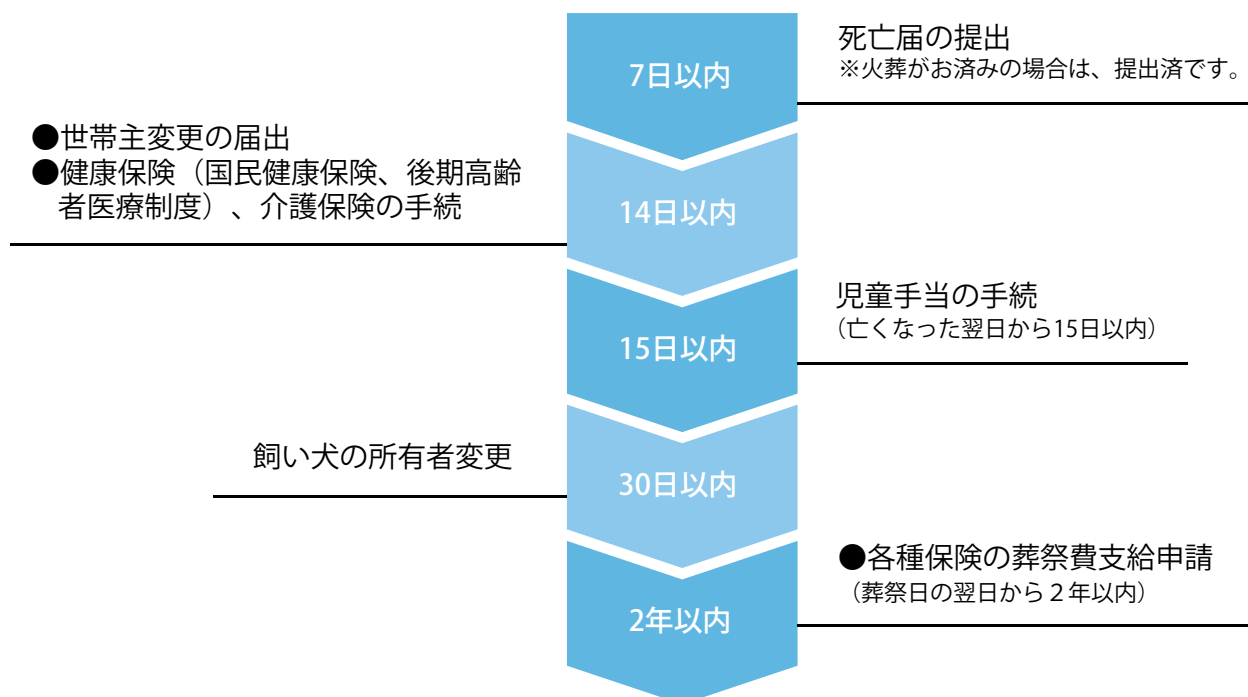 7日以内
死亡届の提出
※火葬がお済みの場合は、提出済です。
●世帯主変更の届出
●健康保険（国民健康保険、後期高齢
者医療制度）、介護保険の手続
14日以内
児童手当の手続
（亡くなった翌日から15日以内）
15日以内
飼い犬の所有者変更
30日以内
●各種保険の葬祭費支給申請
（葬祭日の翌日から２年以内）
2年以内